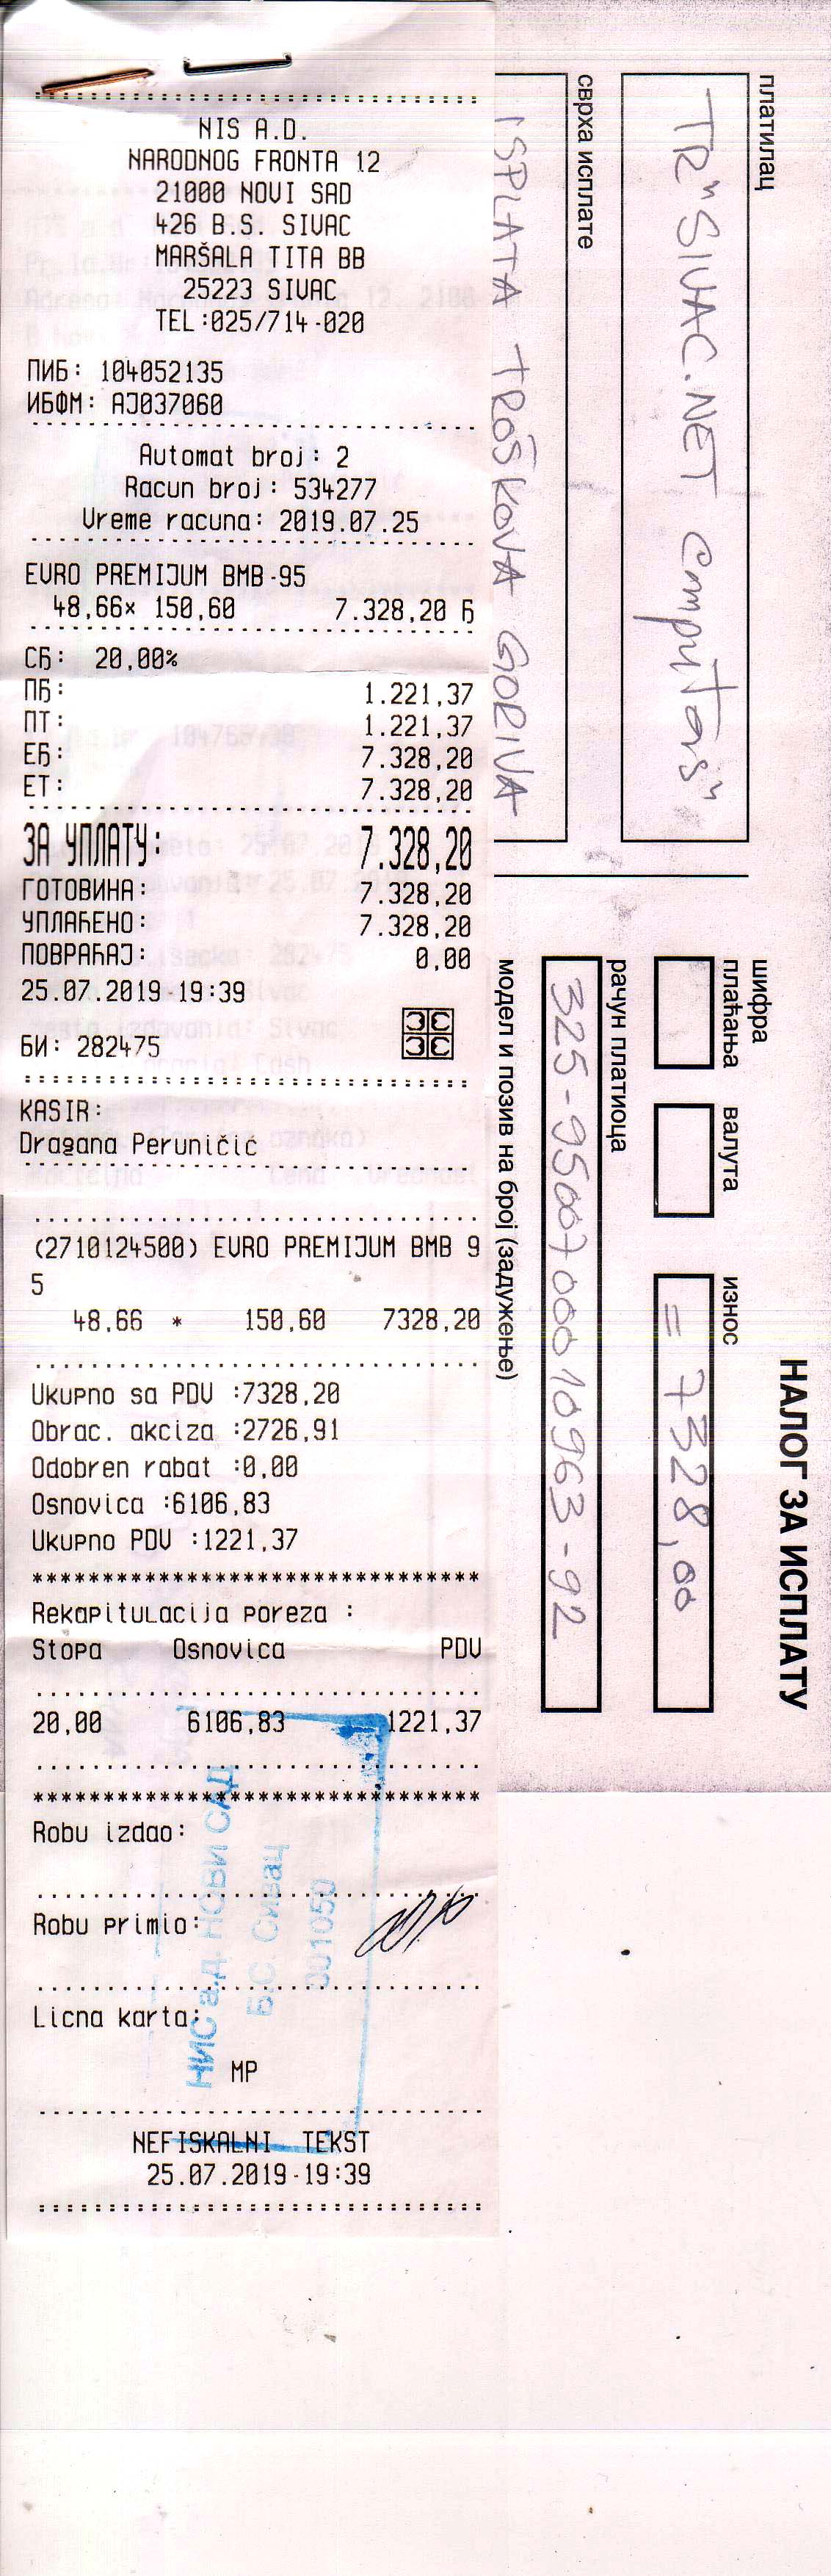 NIS A.D.
NARODNOG FRONTA 12
21000 NOVI SAD
426 B.S. SIVAC
MARŠALA TITA BB
25223 SIVAC
TEL:025/714-020
ПИБ: 104052135
ИБФМ: AJ037060
Automat broj: 2
Racun broj: 534277
Vreme racuna: 2019.07.25
EURO PREMIJUM BMB-95
48,66× 150,60 7.328,20 Ђ
СЂ: 20,00%
ПЂ: 1.221,37
ПТ: 1.221,37
ЕЂ: 7.328,20
ЕТ: 7.328,20
ЗА УПЛАТУ: 7.328,20
ГОТОВИНА: 7.328,20
УПЛАЋЕНО: 7.328,20
ПОВРАЋАЈ: 0,00
25.07.2019-19:39
БИ: 282475
KASIR:
Dragana Peruničić
(2710124500) EURO PREMIJUM BMB 9
5
48,66 * 150,60 7328,20
Ukupno sa PDV :7328,20
Obrac. akciza :2726,91
Odobren rabat :0,00
Osnovica :6106,83
Ukupno PDV :1221,37
*********************************
Rekapitulacija poreza :
Stopa Osnovica PDV
20,00 6106,83 1221,37
*********************************
Robu izdao:
Robu primio:
Licna karta:
MP
NEFISKALNI TEKST
25.07.2019-19:39
НИС а.д. НОВИ САД
Б.С. Сивац
001050
НАЛОГ ЗА ИСПЛАТУ
платилац
TR "SIVAC.NET computers"
сврха исплате
ISPLATA TROŠKOVA GORIVA
шифра
плаћања
валута
износ
= 7328,00
рачун платиоца
325-9500700010963-92
модел и позив на број (задужење)